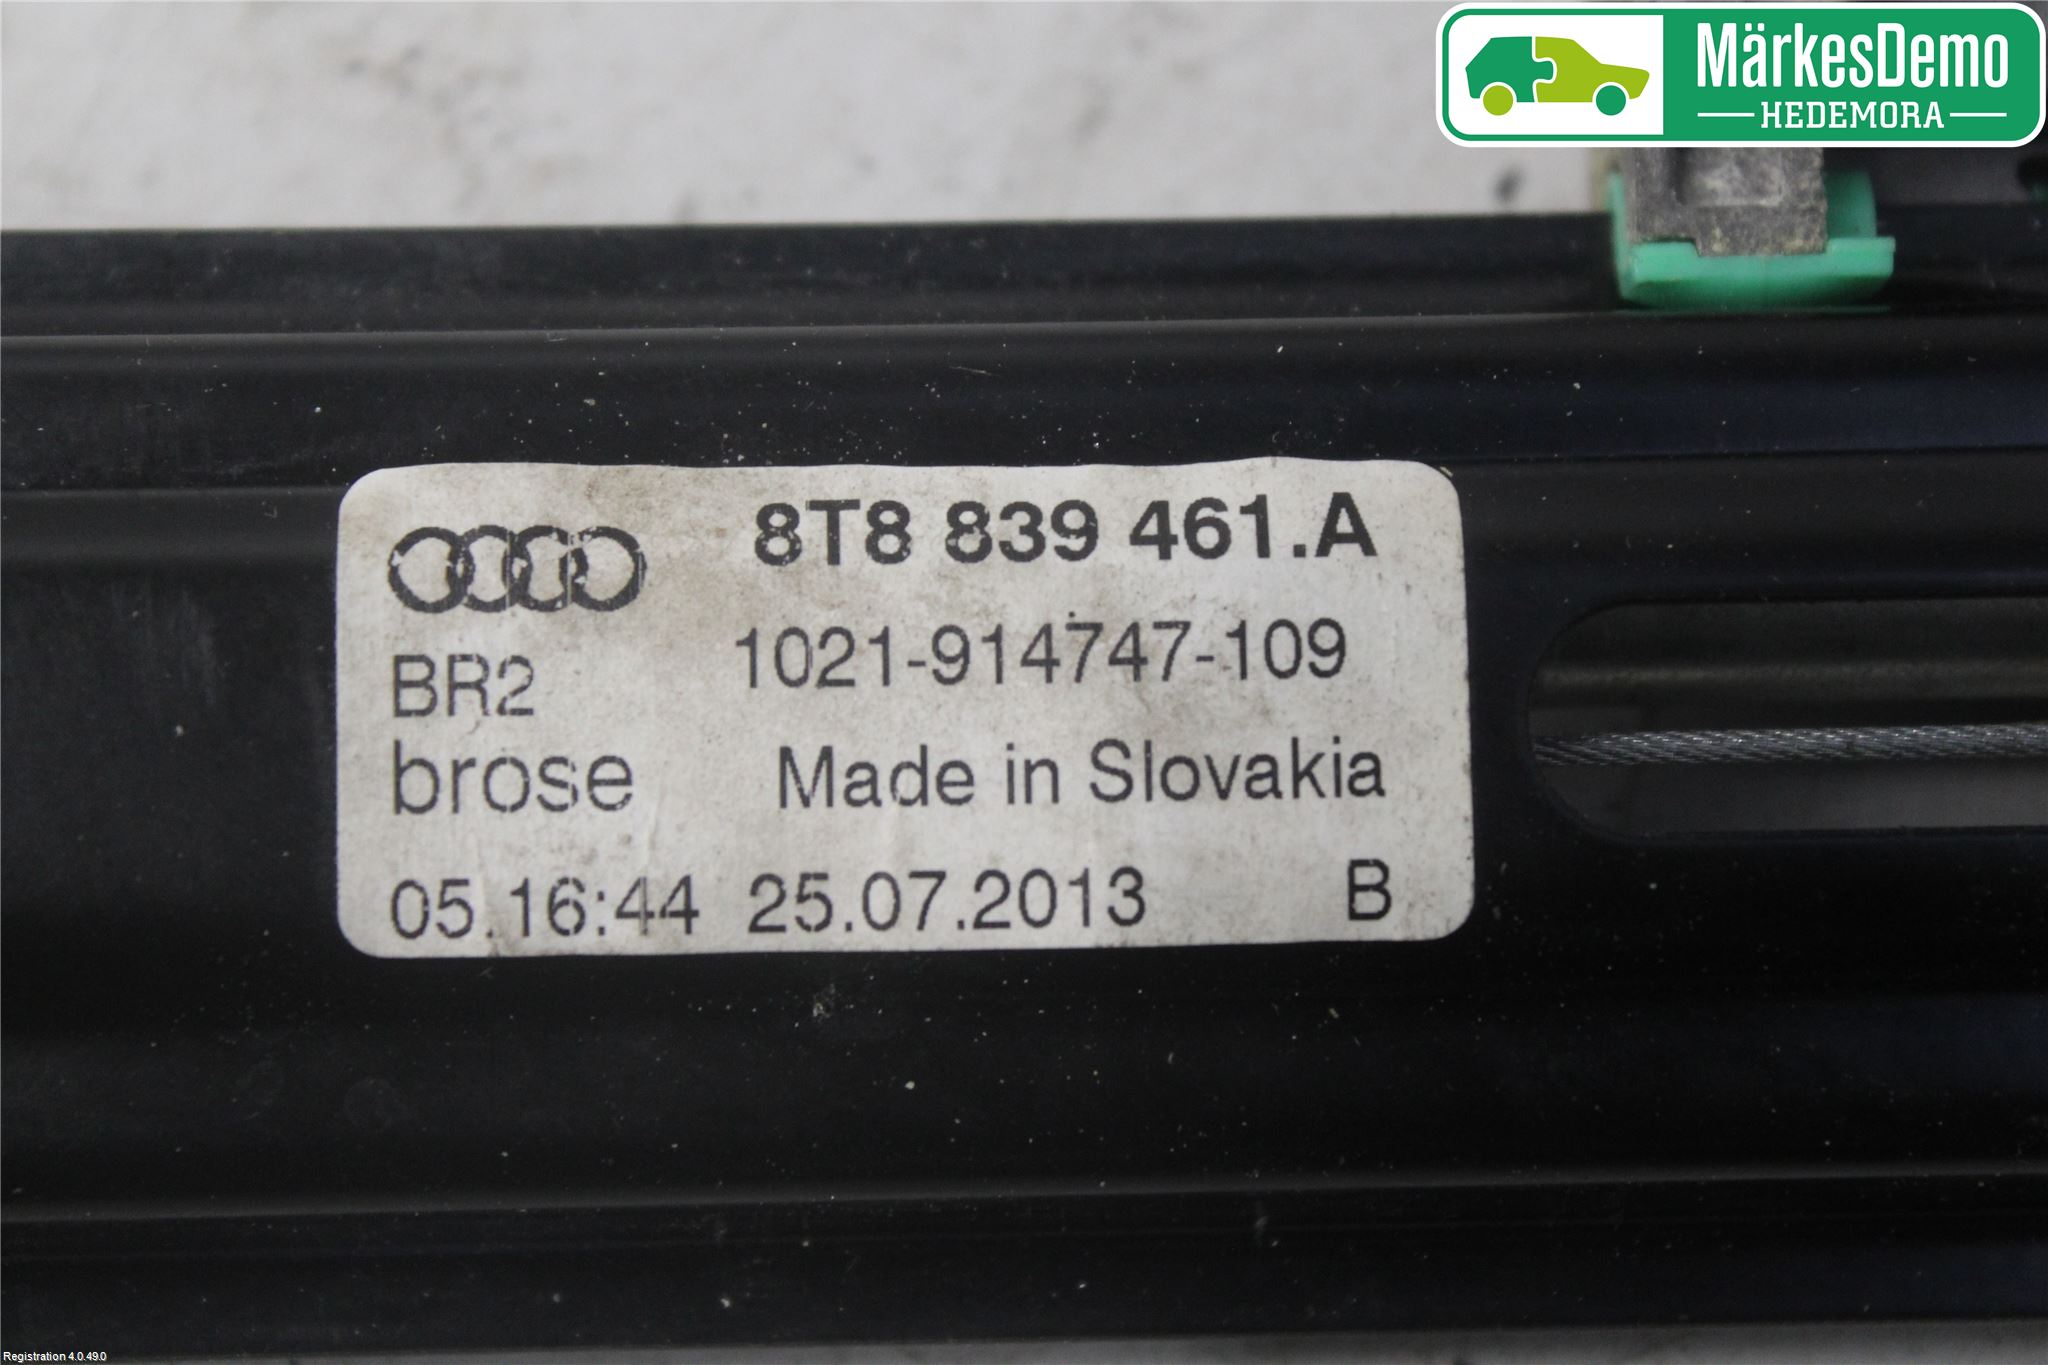 MärkesDemo
HEDEMORA
8T8 839 461.A
1021-914747-109
BR2
brose
Made in Slovakia
05.16:44 25.07.2013 B
Registration 4.0.49.0